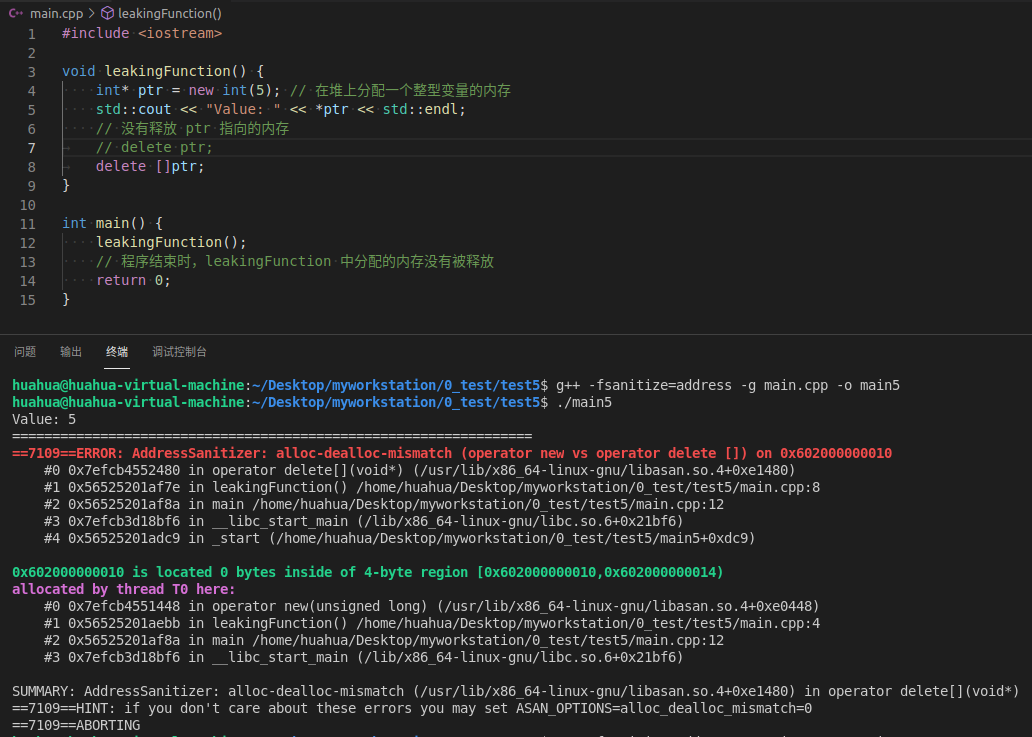 C++ main.cpp > leakingFunction()
1 #include <iostream>
2
3 void leakingFunction() {
4 int* ptr = new int(5); // 在堆上分配一个整型变量的内存
5 std::cout << "Value: " << *ptr << std::endl;
6 // 没有释放 ptr 指向的内存
7 // delete ptr;
8 delete []ptr;
9 }
10
11 int main() {
12 leakingFunction();
13 // 程序结束时，leakingFunction 中分配的内存没有被释放
14 return 0;
15 }
问题 输出 终端 调试控制台
huahua@huahua-virtual-machine:~/Desktop/myworkstation/0_test/test5$ g++ -fsanitize=address -g main.cpp -o main5
huahua@huahua-virtual-machine:~/Desktop/myworkstation/0_test/test5$ ./main5
Value: 5
=================================================================
==7109==ERROR: AddressSanitizer: alloc-dealloc-mismatch (operator new vs operator delete []) on 0x602000000010
#0 0x7efcb4552480 in operator delete[](void*) (/usr/lib/x86_64-linux-gnu/libasan.so.4+0xe1480)
#1 0x56525201af7e in leakingFunction() /home/huahua/Desktop/myworkstation/0_test/test5/main.cpp:8
#2 0x56525201af8a in main /home/huahua/Desktop/myworkstation/0_test/test5/main.cpp:12
#3 0x7efcb3d18bf6 in __libc_start_main (/lib/x86_64-linux-gnu/libc.so.6+0x21bf6)
#4 0x56525201adc9 in _start (/home/huahua/Desktop/myworkstation/0_test/test5/main5+0xdc9)
0x602000000010 is located 0 bytes inside of 4-byte region [0x602000000010,0x602000000014)
allocated by thread T0 here:
#0 0x7efcb4551448 in operator new(unsigned long) (/usr/lib/x86_64-linux-gnu/libasan.so.4+0xe0448)
#1 0x56525201aebb in leakingFunction() /home/huahua/Desktop/myworkstation/0_test/test5/main.cpp:4
#2 0x56525201af8a in main /home/huahua/Desktop/myworkstation/0_test/test5/main.cpp:12
#3 0x7efcb3d18bf6 in __libc_start_main (/lib/x86_64-linux-gnu/libc.so.6+0x21bf6)
SUMMARY: AddressSanitizer: alloc-dealloc-mismatch (/usr/lib/x86_64-linux-gnu/libasan.so.4+0xe1480) in operator delete[](void*)
==7109==HINT: if you don't care about these errors you may set ASAN_OPTIONS=alloc_dealloc_mismatch=0
==7109==ABORTING